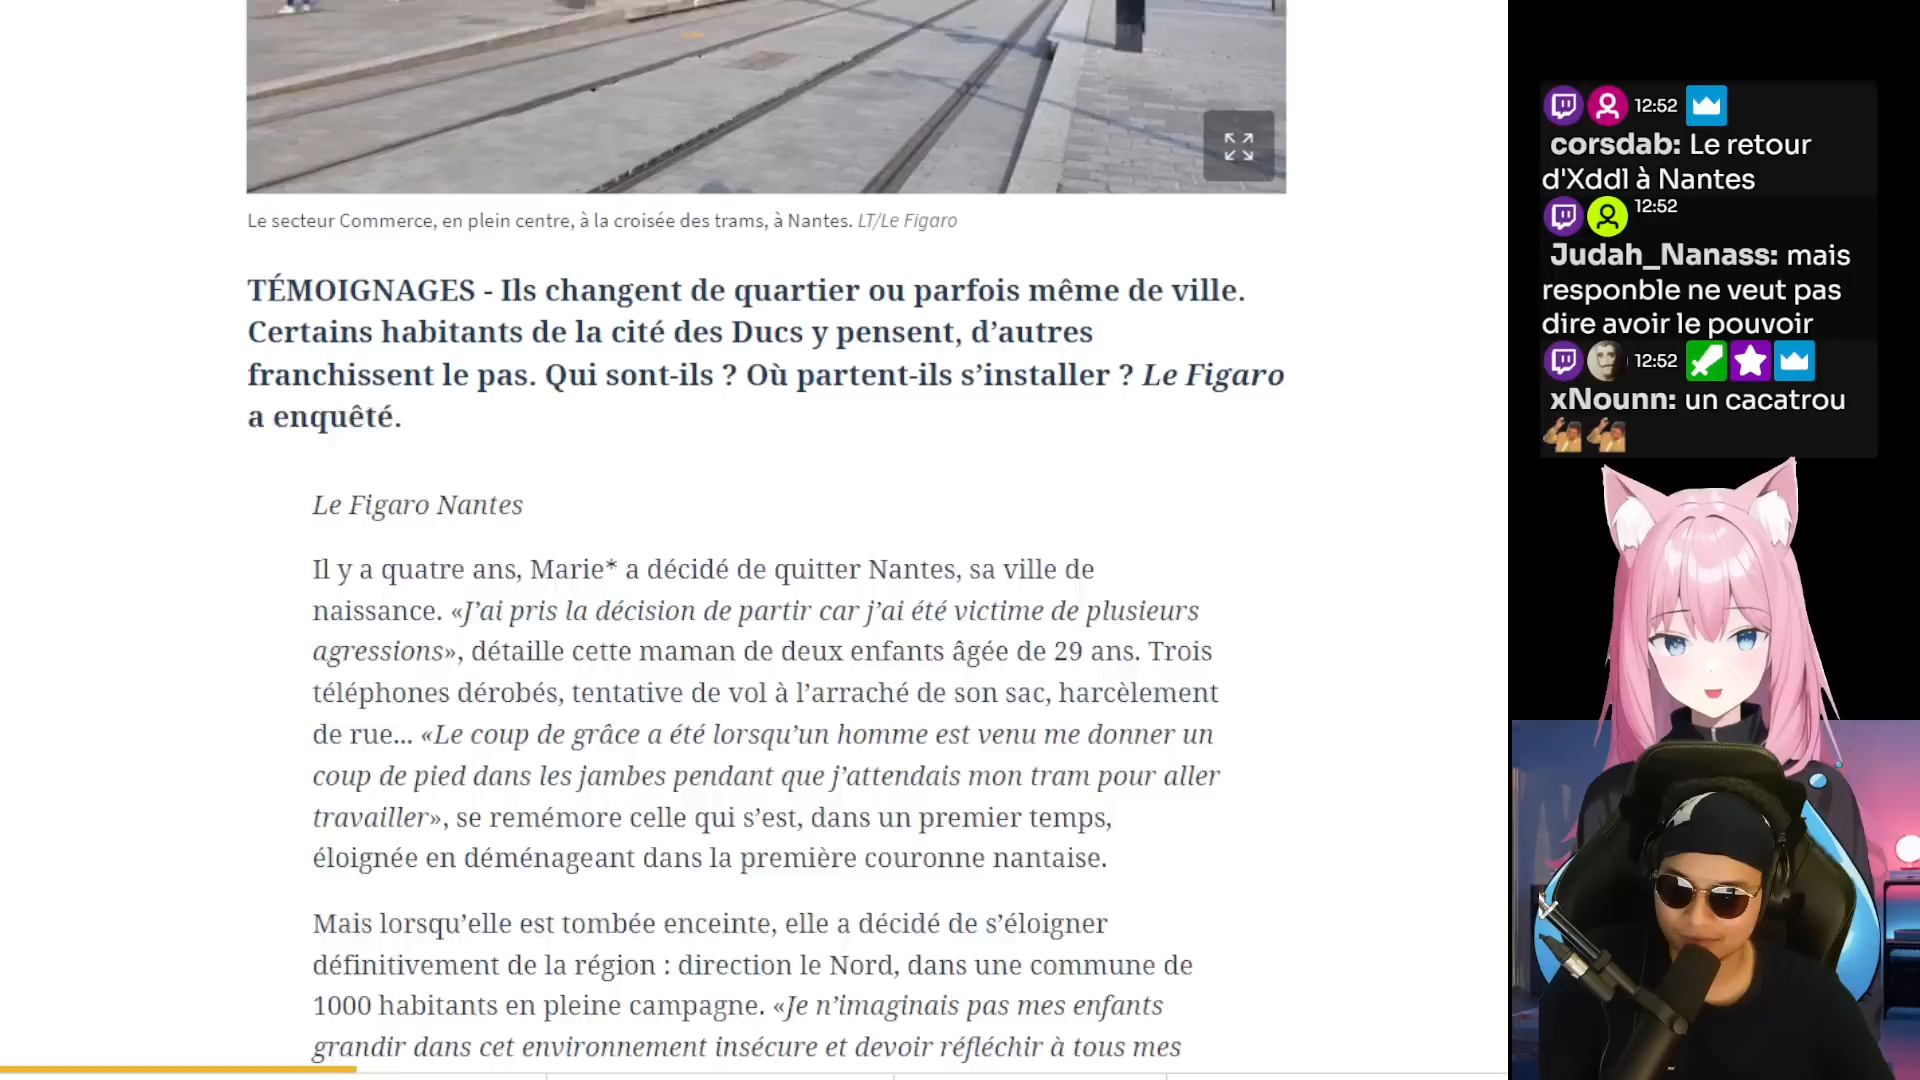 Le secteur Commerce, en plein centre, à la croisée des trams, à Nantes. LT/Le Figaro
TÉMOIGNAGES - Ils changent de quartier ou parfois même de ville.
Certains habitants de la cité des Ducs y pensent, d’autres
franchissent le pas. Qui sont-ils ? Où partent-ils s’installer ? Le Figaro
a enquêté.
Le Figaro Nantes
Il y a quatre ans, Marie* a décidé de quitter Nantes, sa ville de
naissance. «J’ai pris la décision de partir car j’ai été victime de plusieurs
agressions», détaille cette maman de deux enfants âgée de 29 ans. Trois
téléphones dérobés, tentative de vol à l’arraché de son sac, harcèlement
de rue... «Le coup de grâce a été lorsqu’un homme est venu me donner un
coup de pied dans les jambes pendant que j’attendais mon tram pour aller
travailler», se remémore celle qui s’est, dans un premier temps,
éloignée en déménageant dans la première couronne nantaise.
Mais lorsqu’elle est tombée enceinte, elle a décidé de s’éloigner
définitivement de la région : direction le Nord, dans une commune de
1000 habitants en pleine campagne. «Je n’imaginais pas mes enfants
grandir dans cet environnement insécure et devoir réfléchir à tous mes
12:52
corsdab: Le retour
d'Xddl à Nantes
12:52
Judah_Nanass: mais
responble ne veut pas
dire avoir le pouvoir
12:52
xNounn: un cacatrou